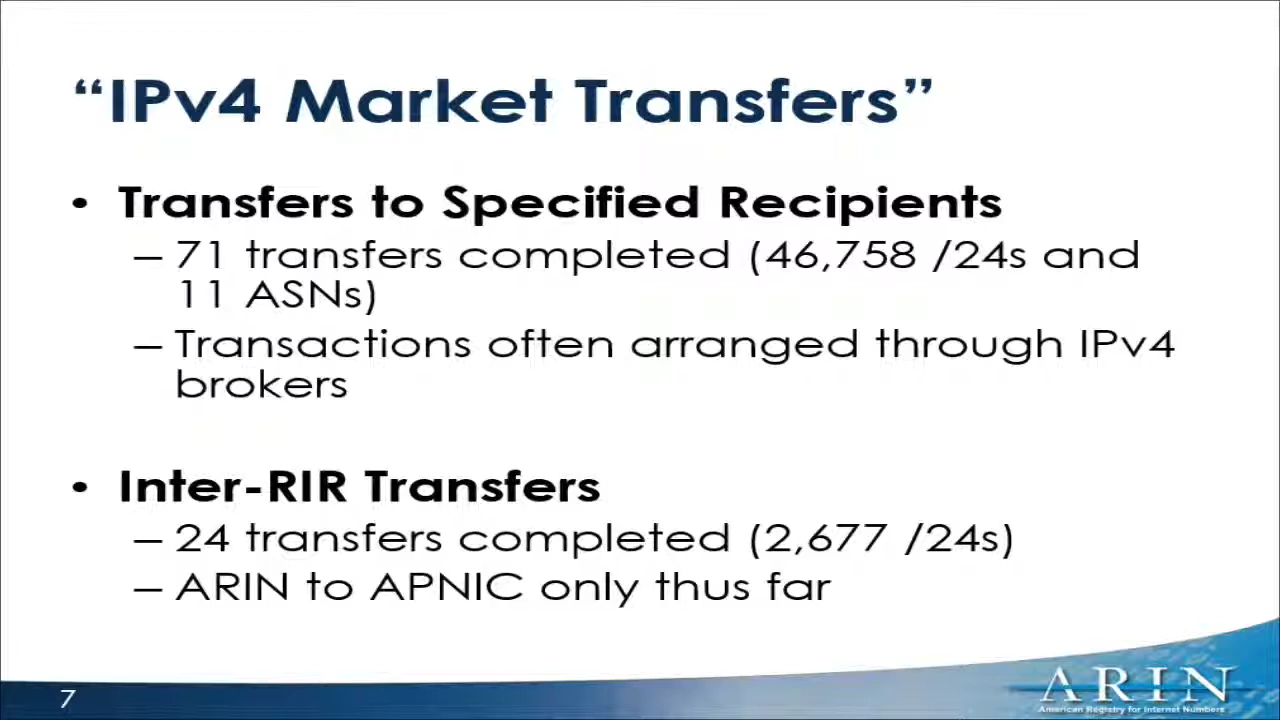 “IPv4 Market Transfers”
• Transfers to Specified Recipients
– 71 transfers completed (46,758 /24s and
11 ASNs)
– Transactions often arranged through IPv4
brokers
• Inter-RIR Transfers
– 24 transfers completed (2,677 /24s)
– ARIN to APNIC only thus far
7
ARIN
American Registry for Internet Numbers